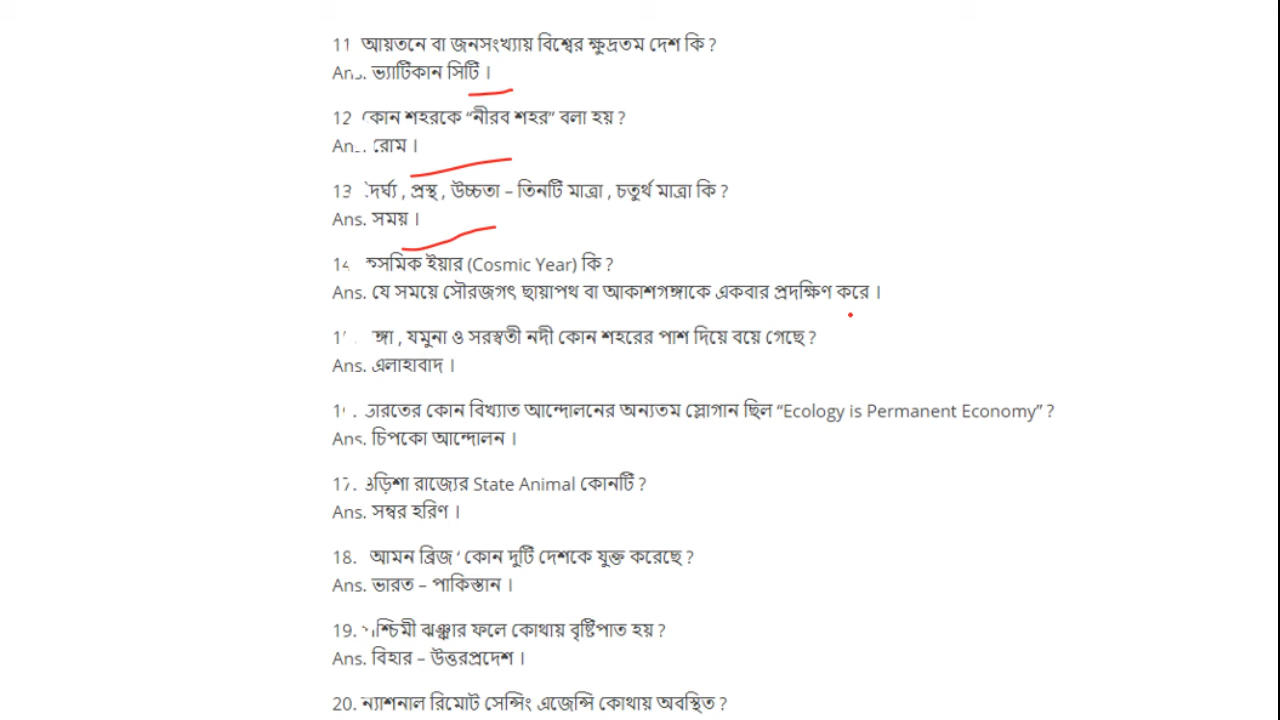 11 আয়তনে বা জনসংখ্যায় বিশ্বের ক্ষুদ্রতম দেশ কি ?
Ans. ভ্যাটিকান সিটি ।
12 কোন শহরকে “নীরব শহর” বলা হয় ?
Ans. রোম ।
13 দৈর্ঘ্য , প্রস্থ , উচ্চতা – তিনটি মাত্রা , চতুর্থ মাত্রা কি ?
Ans. সময় ।
14 কসমিক ইয়ার (Cosmic Year) কি ?
Ans. যে সময়ে সৌরজগৎ ছায়াপথ বা আকাশগঙ্গাকে একবার প্রদক্ষিণ করে ।
যমুনা ও সরস্বতী নদী কোন শহরের পাশ দিয়ে বয়ে গেছে ?
Ans. এলাহাবাদ ।
ভারতের কোন বিখ্যাত আন্দোলনের অন্যতম স্লোগান ছিল “Ecology is Permanent Economy” ?
Ans. চিপকো আন্দোলন ।
17. ওড়িশা রাজ্যের State Animal কোনটি ?
Ans. সম্বর হরিণ ।
18. আমন ব্রিজ ‘ কোন দুটি দেশকে যুক্ত করেছে ?
Ans. ভারত – পাকিস্তান ।
19. পশ্চিমী ঝঞ্ঝার ফলে কোথায় বৃষ্টিপাত হয় ?
Ans. বিহার – উত্তরপ্রদেশ ।
20. ন্যাশনাল রিমোট সেন্সিং এজেন্সি কোথায় অবস্থিত ?